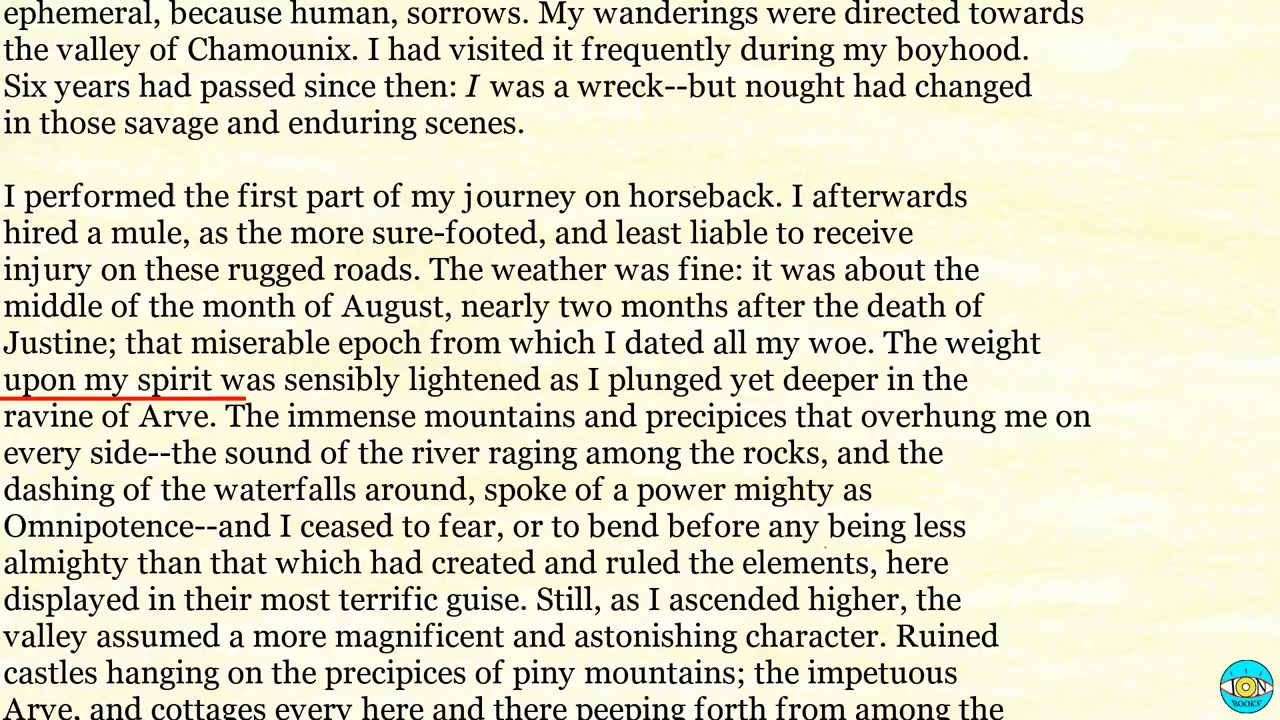 ephemeral, because human, sorrows. My wanderings were directed towards
the valley of Chamounix. I had visited it frequently during my boyhood.
Six years had passed since then: I was a wreck--but nought had changed
in those savage and enduring scenes.
I performed the first part of my journey on horseback. I afterwards
hired a mule, as the more sure-footed, and least liable to receive
injury on these rugged roads. The weather was fine: it was about the
middle of the month of August, nearly two months after the death of
Justine; that miserable epoch from which I dated all my woe. The weight
upon my spirit was sensibly lightened as I plunged yet deeper in the
ravine of Arve. The immense mountains and precipices that overhung me on
every side--the sound of the river raging among the rocks, and the
dashing of the waterfalls around, spoke of a power mighty as
Omnipotence--and I ceased to fear, or to bend before any being less
almighty than that which had created and ruled the elements, here
displayed in their most terrific guise. Still, as I ascended higher, the
valley assumed a more magnificent and astonishing character. Ruined
castles hanging on the precipices of piny mountains; the impetuous
Arve, and cottages every here and there peeping forth from among the
ION
BOOKS